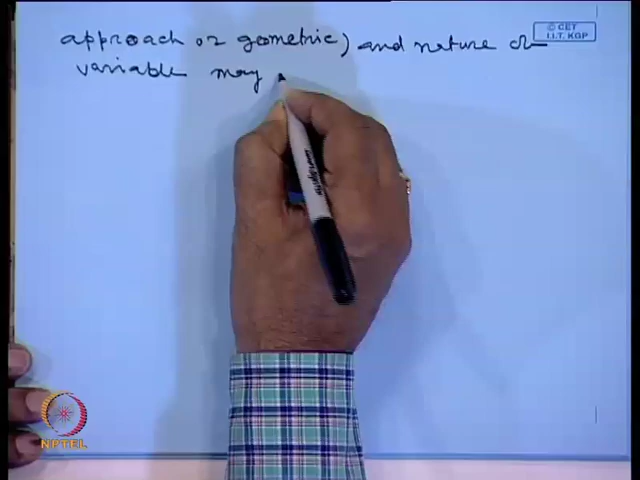 approach or geometric) and nature of
variable may
© CET
I.I.T. KGP
NPTEL